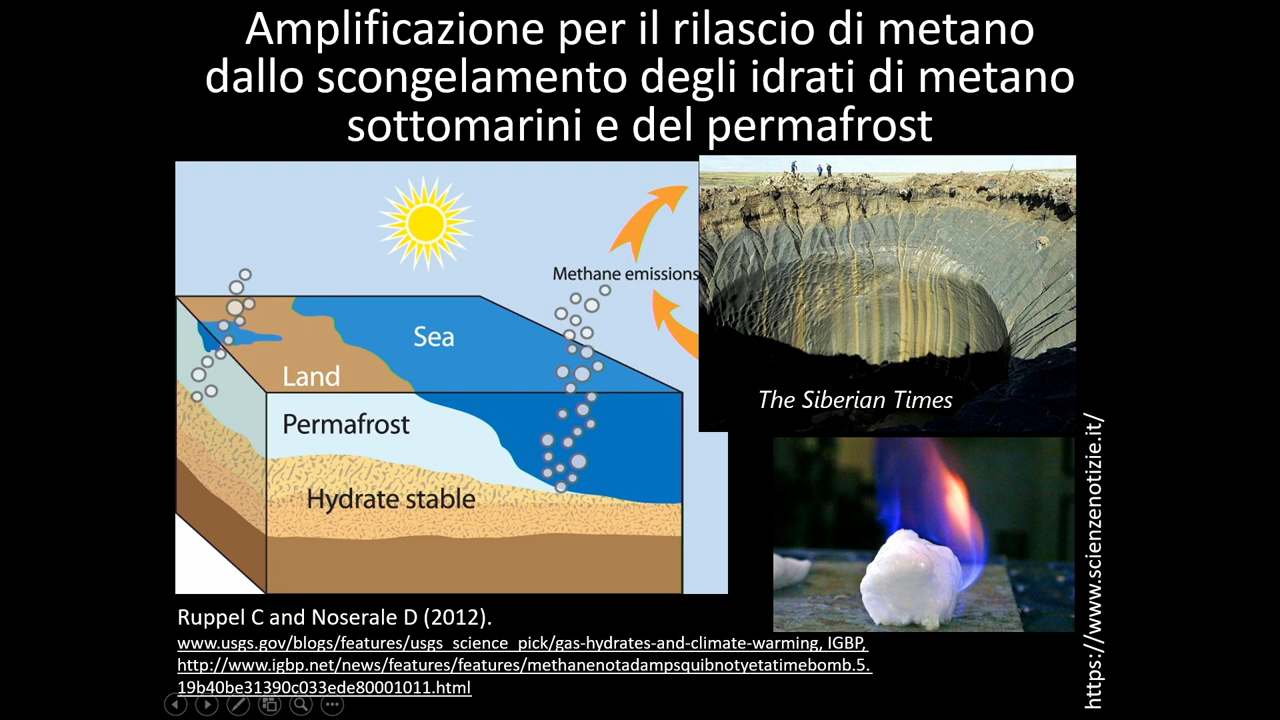 Amplificazione per il rilascio di metano
dallo scongelamento degli idrati di metano
sottomarini e del permafrost
Methane emissions
Sea
Land
Permafrost
Hydrate stable
The Siberian Times
Ruppel C and Noserale D (2012).
www.usgs.gov/blogs/features/usgs_science_pick/gas-hydrates-and-climate-warming, IGBP,
http://www.igbp.net/news/features/features/methanenotadampsquibnotyetatimebomb.5.
19b40be31390c033ede80001011.html
https://www.scienzenotizie.it/